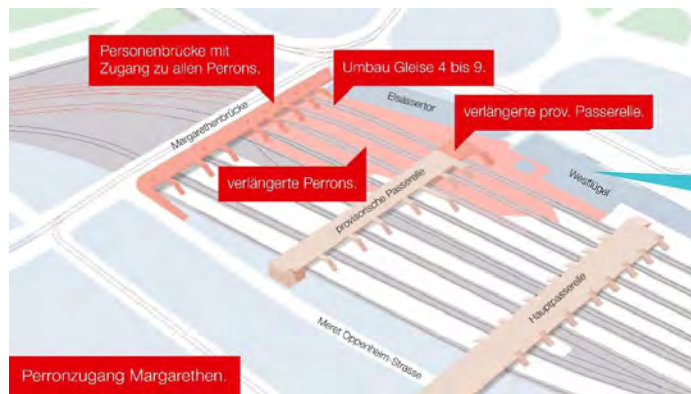 Personenbrücke mit
Zugang zu allen Perrons.
Umbau Gleise 4 bis 9.
Elsässertor
verlängerte prov. Passerelle.
Margarethenbrücke
verlängerte Perrons.
Westflügel
provisorische Passerelle
Hauptpasserelle
Meret Oppenheim-Strasse
Perronzugang Margarethen.